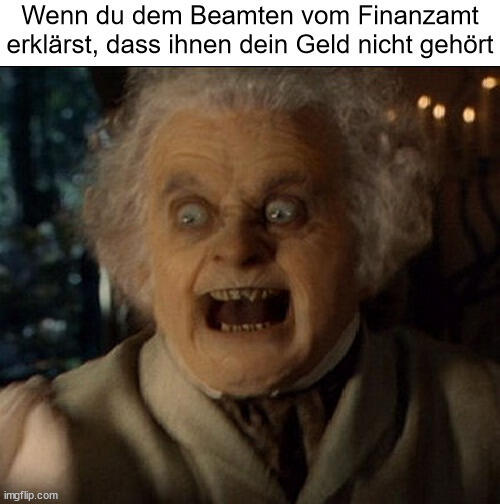 Wenn du dem Beamten vom Finanzamt
erklärst, dass ihnen dein Geld nicht gehört
imgflip.com